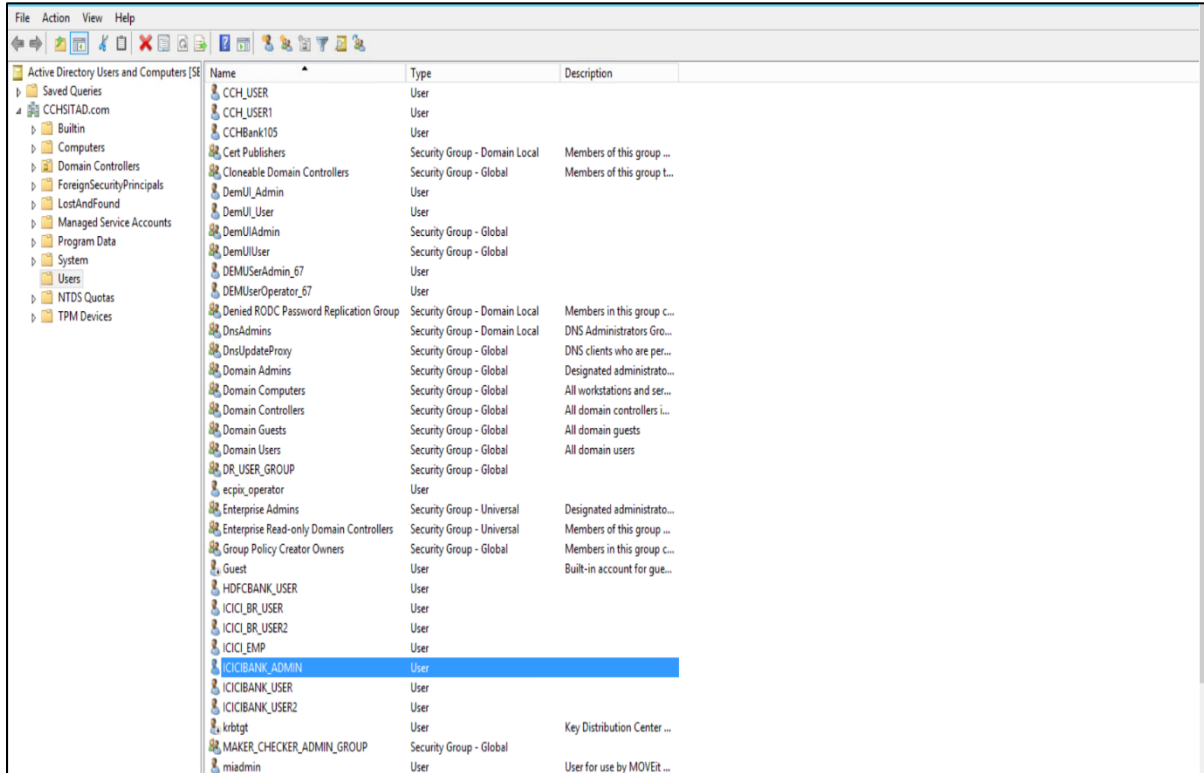 File Action View Help
Active Directory Users and Computers [SE
Saved Queries
CCHSITAD.com
Builtin
Computers
Domain Controllers
ForeignSecurityPrincipals
LostAndFound
Managed Service Accounts
Program Data
System
Users
NTDS Quotas
TPM Devices
Name Type Description
CCH_USER User
CCH_USER1 User
CCHBank105 User
Cert Publishers Security Group - Domain Local Members of this group ...
Cloneable Domain Controllers Security Group - Global Members of this group t...
DemUI_Admin User
DemUI_User User
DemUIAdmin Security Group - Global
DemUIUser Security Group - Global
DEMUSerAdmin_67 User
DEMUserOperator_67 User
Denied RODC Password Replication Group Security Group - Domain Local Members in this group c...
DnsAdmins Security Group - Domain Local DNS Administrators Gro...
DnsUpdateProxy Security Group - Global DNS clients who are per...
Domain Admins Security Group - Global Designated administrato...
Domain Computers Security Group - Global All workstations and ser...
Domain Controllers Security Group - Global All domain controllers i...
Domain Guests Security Group - Global All domain guests
Domain Users Security Group - Global All domain users
DR_USER_GROUP Security Group - Global
ecpix_operator User
Enterprise Admins Security Group - Universal Designated administrato...
Enterprise Read-only Domain Controllers Security Group - Universal Members of this group ...
Group Policy Creator Owners Security Group - Global Members in this group c...
Guest User Built-in account for gue...
HDFCBANK_USER User
ICICI_BR_USER User
ICICI_BR_USER2 User
ICICI_EMP User
ICICIBANK_ADMIN User
ICICIBANK_USER User
ICICIBANK_USER2 User
krbtgt User Key Distribution Center ...
MAKER_CHECKER_ADMIN_GROUP Security Group - Global
miadmin User User for use by MOVEit ...